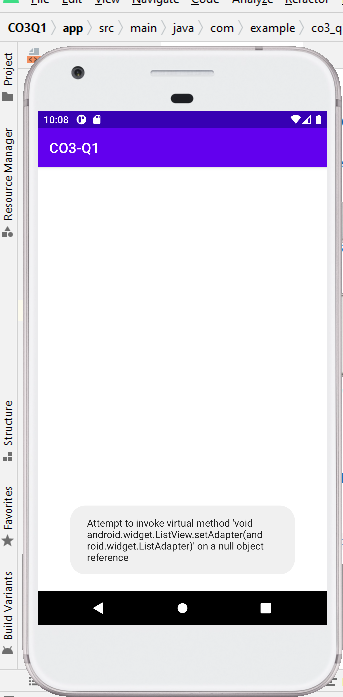 File Edit View Navigate Code Analyze Refactor
CO3Q1 app src main java com example co3_q
Project
Resource Manager
Structure
Favorites
Build Variants
10:08
CO3-Q1
Attempt to invoke virtual method 'void
android.widget.ListView.setAdapter(and
roid.widget.ListAdapter)' on a null object
reference